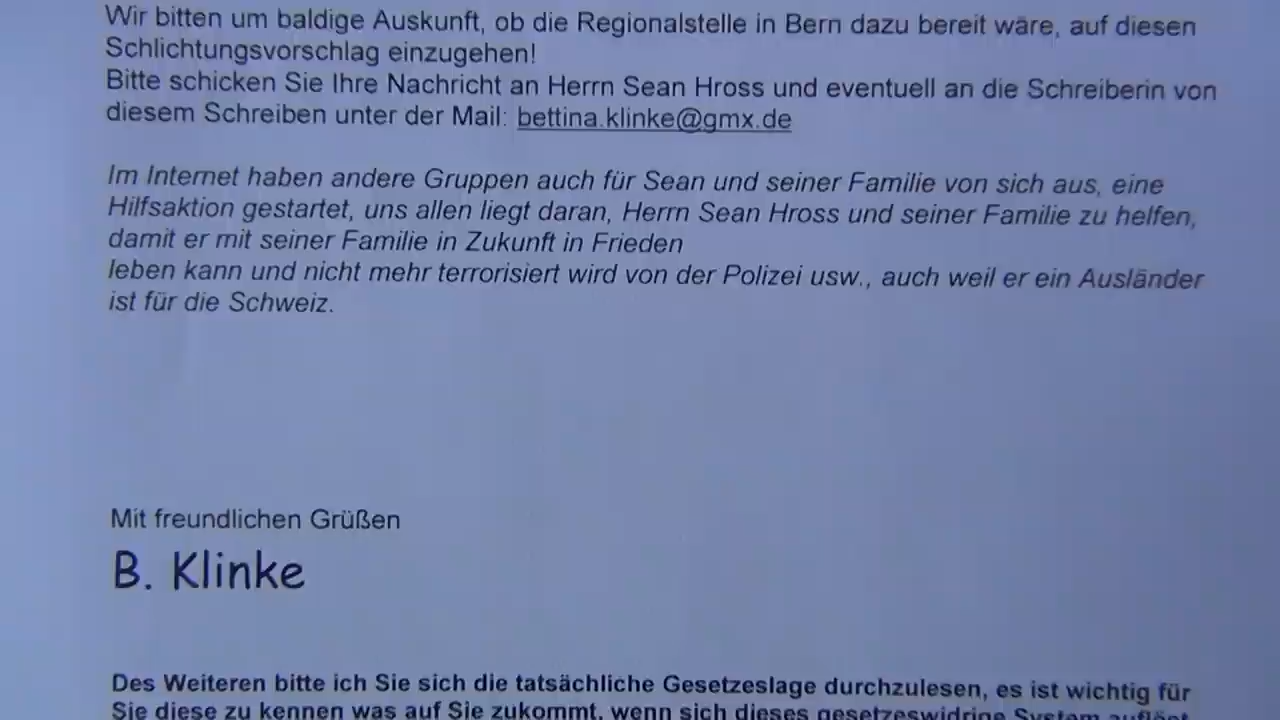 Wir bitten um baldige Auskunft, ob die Regionalstelle in Bern dazu bereit wäre, auf diesen
Schlichtungsvorschlag einzugehen!
Bitte schicken Sie Ihre Nachricht an Herrn Sean Hross und eventuell an die Schreiberin von
diesem Schreiben unter der Mail: bettina.klinke@gmx.de
Im Internet haben andere Gruppen auch für Sean und seiner Familie von sich aus, eine
Hilfsaktion gestartet, uns allen liegt daran, Herrn Sean Hross und seiner Familie zu helfen,
damit er mit seiner Familie in Zukunft in Frieden
leben kann und nicht mehr terrorisiert wird von der Polizei usw., auch weil er ein Ausländer
ist für die Schweiz.
Mit freundlichen Grüßen
B. Klinke
Des Weiteren bitte ich Sie sich die tatsächliche Gesetzeslage durchzulesen, es ist wichtig für
Sie diese zu kennen was auf Sie zukommt, wenn sich dieses gesetzeswidrige System auflöst